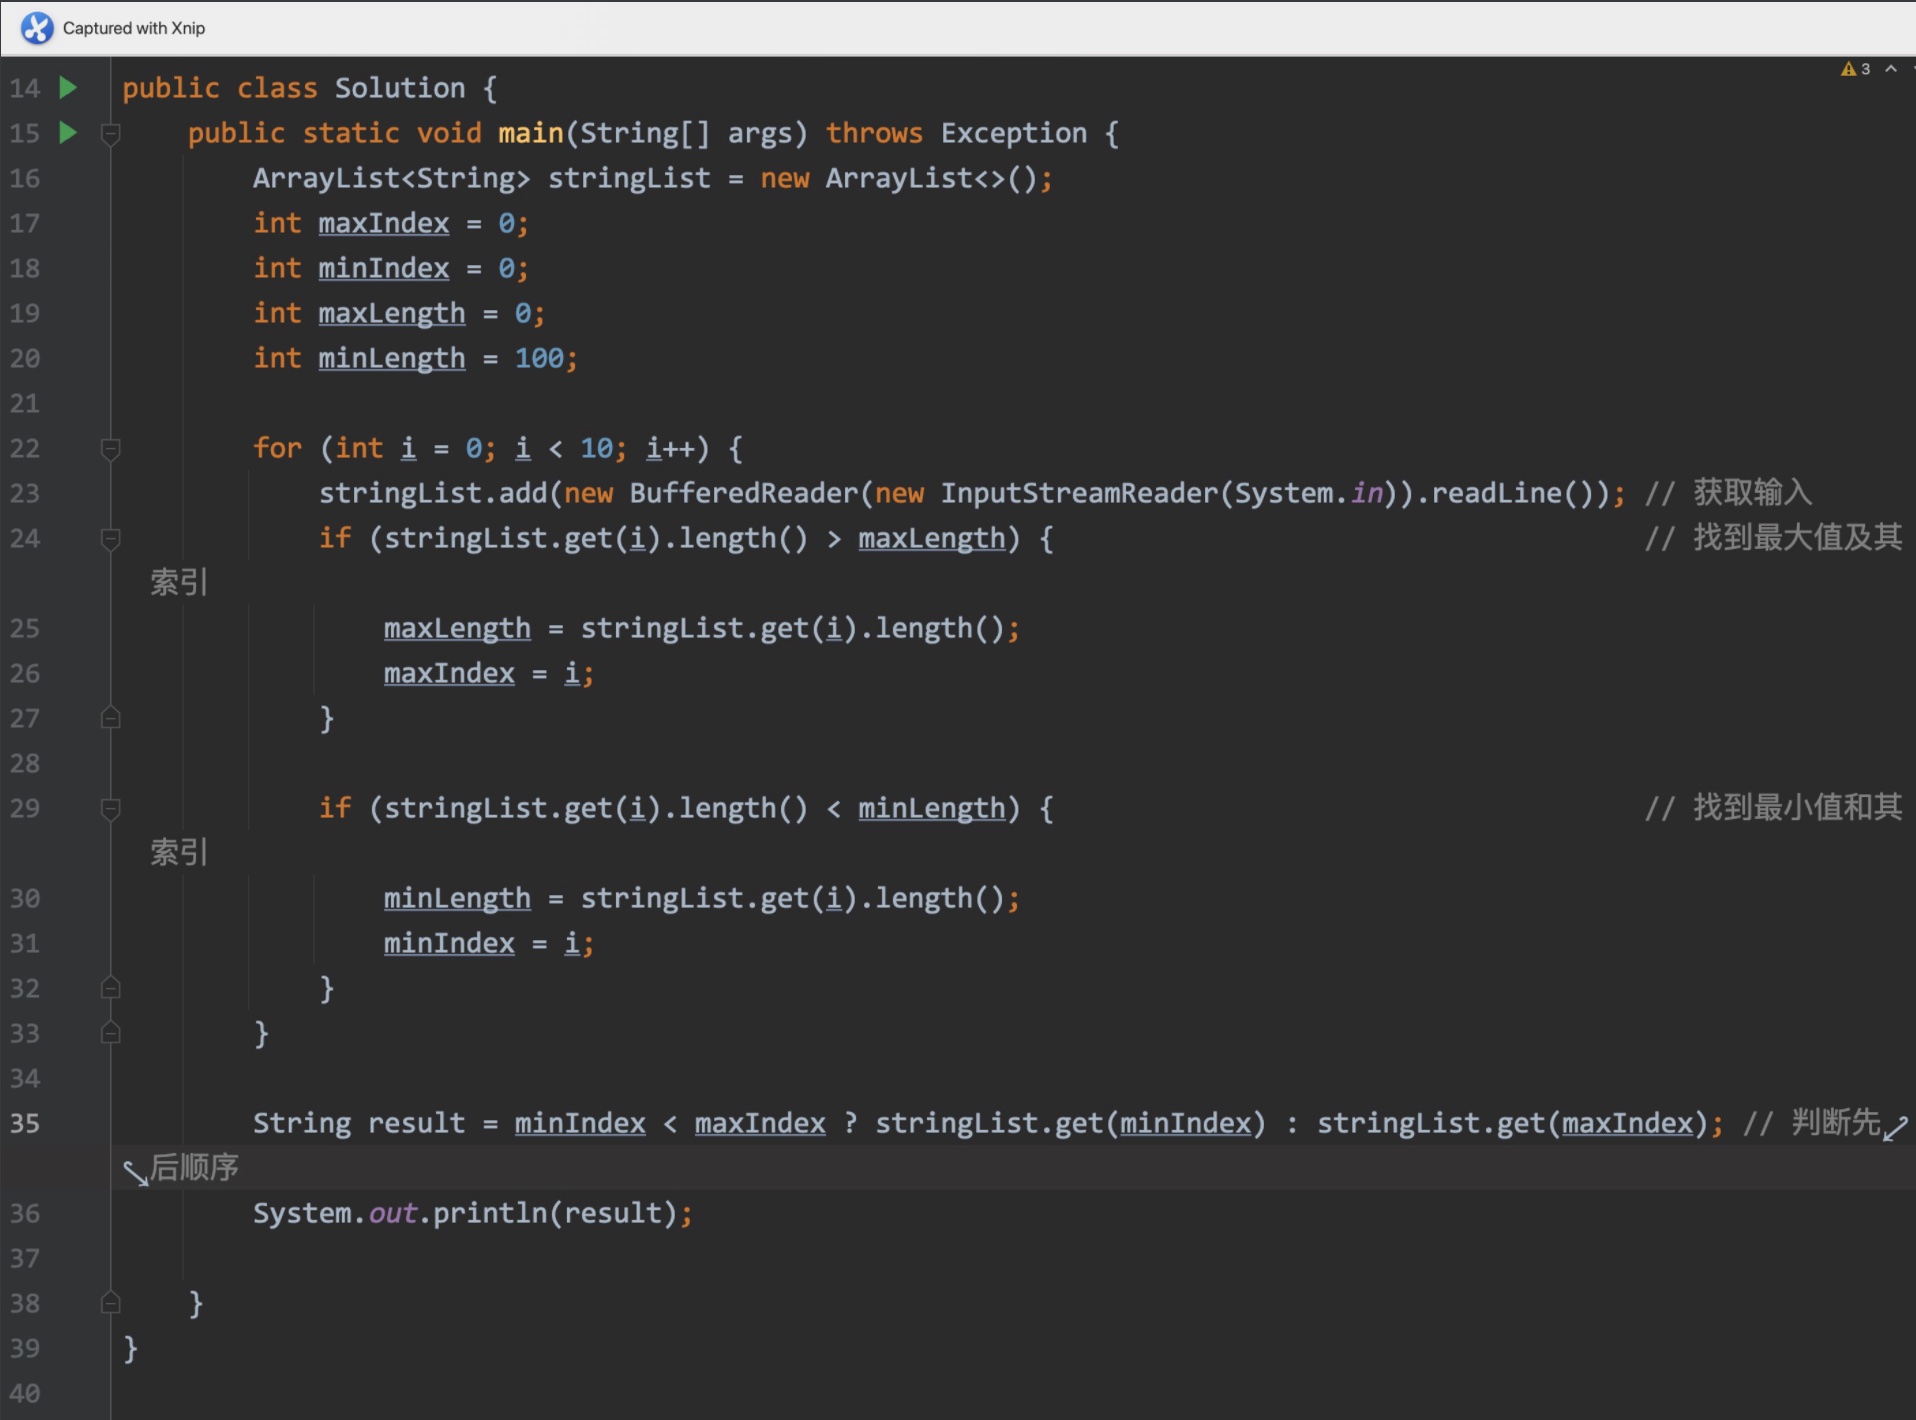 Captured with Xnip
3
14 public class Solution {
15 public static void main(String[] args) throws Exception {
16 ArrayList<String> stringList = new ArrayList<>();
17 int maxIndex = 0;
18 int minIndex = 0;
19 int maxLength = 0;
20 int minLength = 100;
21
22 for (int i = 0; i < 10; i++) {
23 stringList.add(new BufferedReader(new InputStreamReader(System.in)).readLine()); // 获取输入
24 if (stringList.get(i).length() > maxLength) { // 找到最大值及其
索引
25 maxLength = stringList.get(i).length();
26 maxIndex = i;
27 }
28
29 if (stringList.get(i).length() < minLength) { // 找到最小值和其
索引
30 minLength = stringList.get(i).length();
31 minIndex = i;
32 }
33 }
34
35 String result = minIndex < maxIndex ? stringList.get(minIndex) : stringList.get(maxIndex); // 判断先
后顺序
36 System.out.println(result);
37
38 }
39 }
40